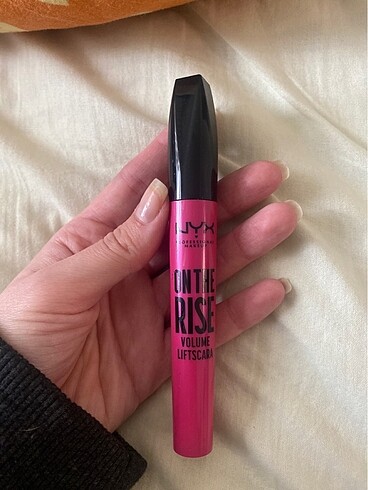 NYX
PROFESSIONAL
MAKEUP
ON THE
RISE
VOLUME
LIFTSCARA